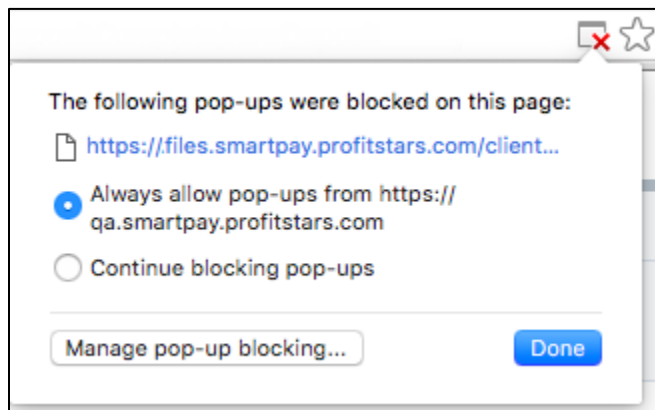 The following pop-ups were blocked on this page:
https://files.smartpay.profitstars.com/client...
Always allow pop-ups from https://
qa.smartpay.profitstars.com
Continue blocking pop-ups
Manage pop-up blocking...
Done